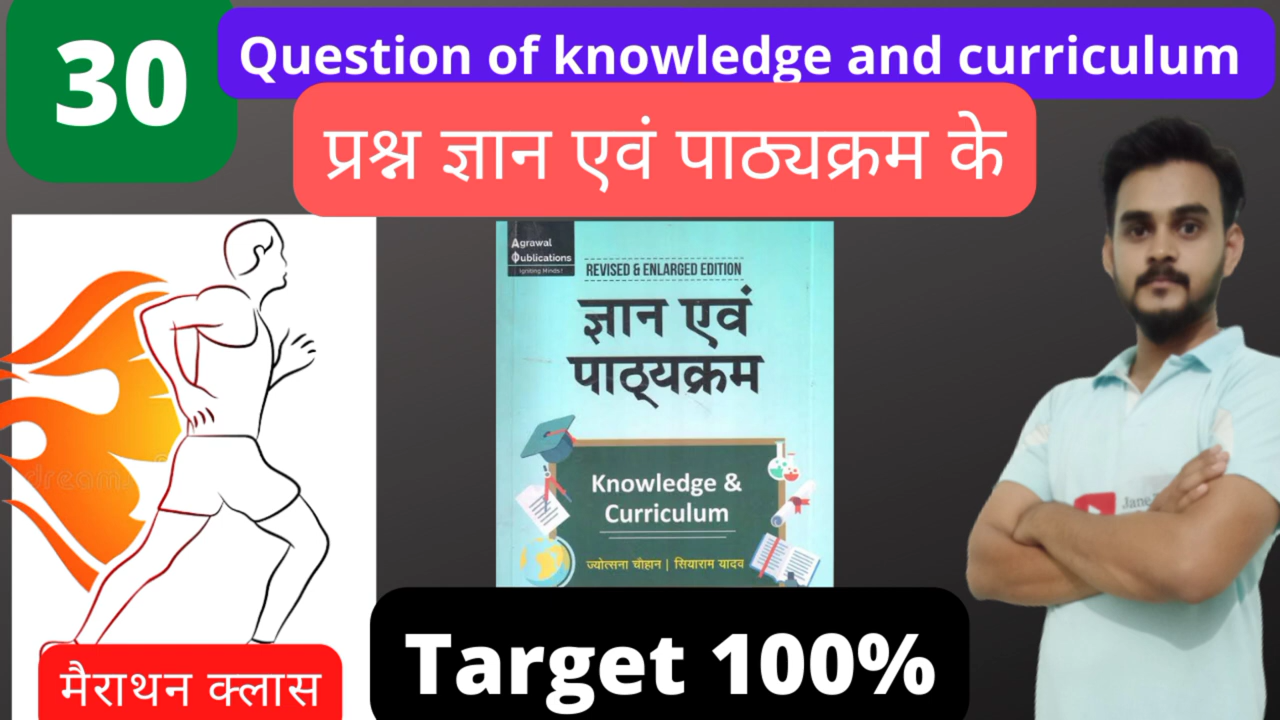 30
Question of knowledge and curriculum
प्रश्न ज्ञान एवं पाठ्यक्रम के
Agrawal
Publications
Igniting Minds!
REVISED & ENLARGED EDITION
ज्ञान एवं
पाठ्यक्रम
Knowledge &
Curriculum
ज्योत्सना चौहान | सियाराम यादव
dream
मैराथन क्लास
Target 100%